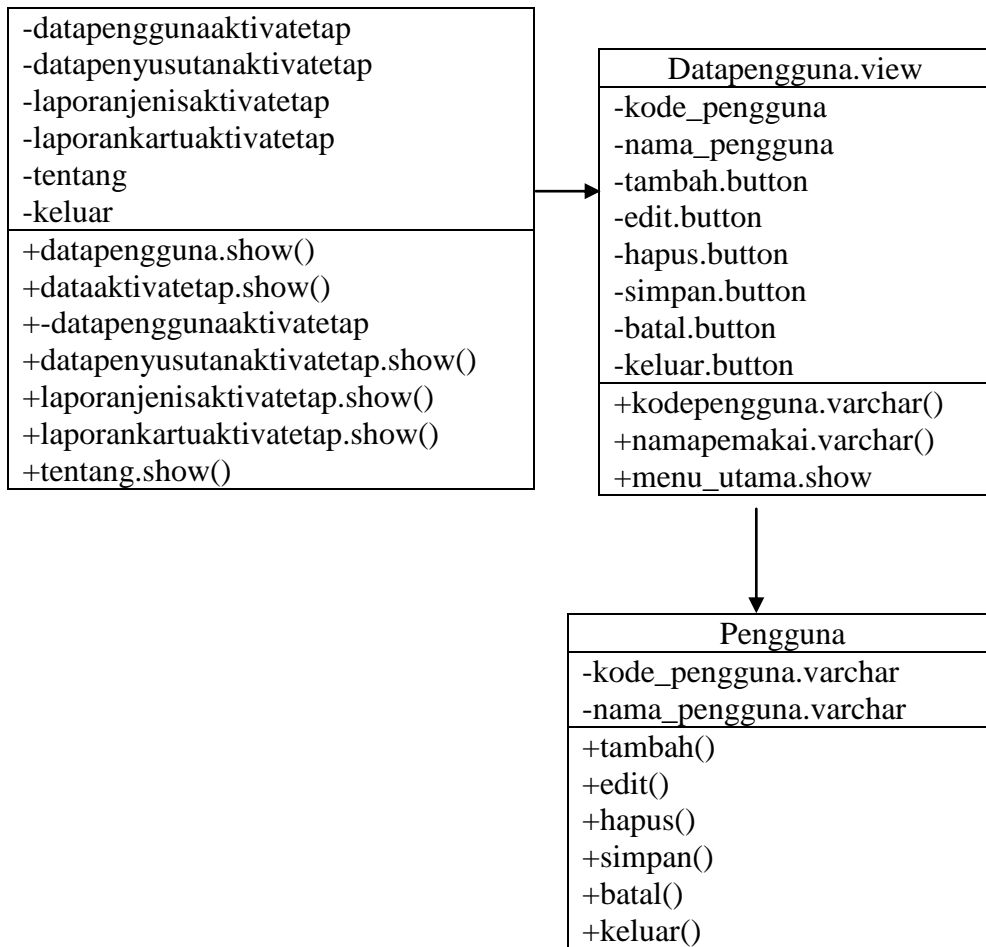 -datapenggunaaktivatetap
-datapenyusutanaktivatetap
-laporanjenisaktivatetap
-laporankartuaktivatetap
-tentang
-keluar
+datapengguna.show()
+dataaktivatetap.show()
+-datapenggunaaktivatetap
+datapenyusutanaktivatetap.show()
+laporanjenisaktivatetap.show()
+laporankartuaktivatetap.show()
+tentang.show()
Datapengguna.view
-kode_pengguna
-nama_pengguna
-tambah.button
-edit.button
-hapus.button
-simpan.button
-batal.button
-keluar.button
+kodepengguna.varchar()
+namapemakai.varchar()
+menu_utama.show
Pengguna
-kode_pengguna.varchar
-nama_pengguna.varchar
+tambah()
+edit()
+hapus()
+simpan()
+batal()
+keluar()